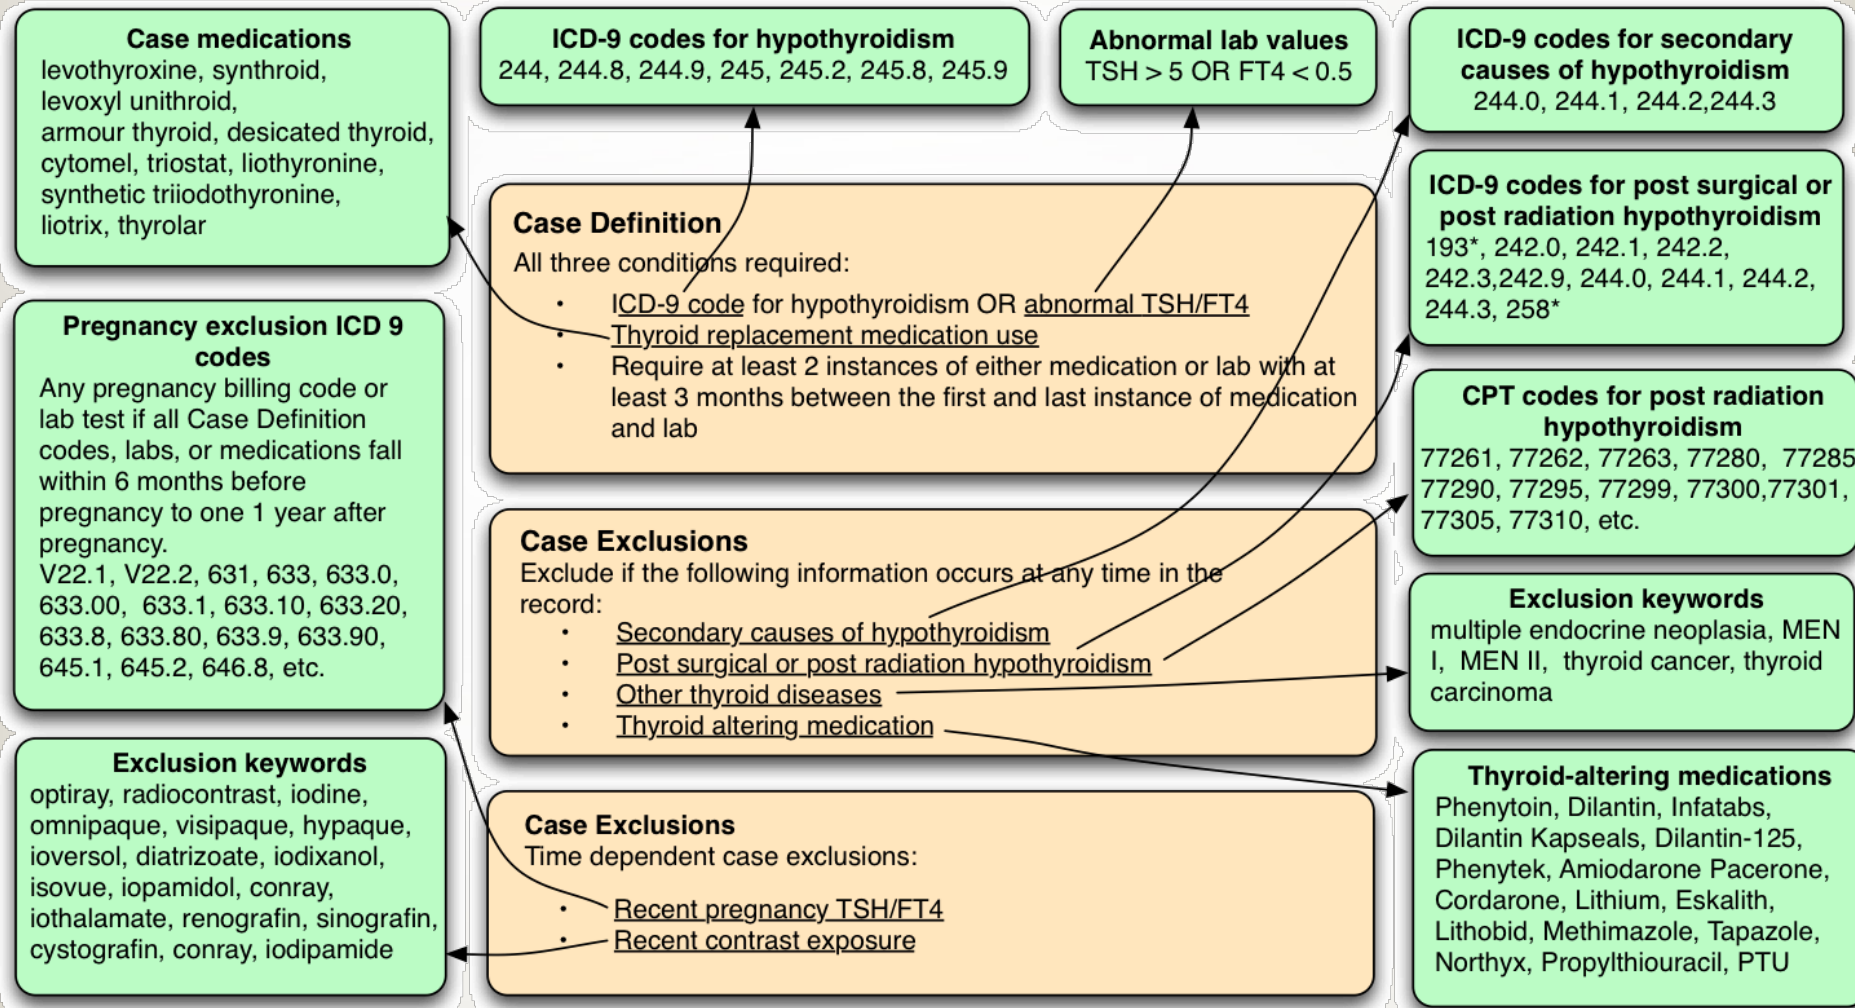 Case medications
levothyroxine, synthroid,
levoxyl unithroid,
armour thyroid, desicated thyroid,
cytomel, triostat, liothyronine,
synthetic triiodothyronine,
liotrix, thyrolar
Pregnancy exclusion ICD 9
codes
Any pregnancy billing code or
lab test if all Case Definition
codes, labs, or medications fall
within 6 months before
pregnancy to one 1 year after
pregnancy.
V22.1, V22.2, 631, 633, 633.0,
633.00, 633.1, 633.10, 633.20,
633.8, 633.80, 633.9, 633.90,
645.1, 645.2, 646.8, etc.
Exclusion keywords
optiray, radiocontrast, iodine,
omnipaque, visipaque, hypaque,
ioversol, diatrizoate, iodixanol,
isovue, iopamidol, conray,
iothalamate, renografin, sinografin,
cystografin, conray, iodipamide
ICD-9 codes for hypothyroidism
244, 244.8, 244.9, 245, 245.2, 245.8, 245.9
Abnormal lab values
TSH > 5 OR FT4 < 0.5
Case Definition
All three conditions required:
• ICD-9 code for hypothyroidism OR abnormal TSH/FT4
• Thyroid replacement medication use
• Require at least 2 instances of either medication or lab with at
least 3 months between the first and last instance of medication
and lab
Case Exclusions
Exclude if the following information occurs at any time in the
record:
• Secondary causes of hypothyroidism
• Post surgical or post radiation hypothyroidism
• Other thyroid diseases
• Thyroid altering medication
Case Exclusions
Time dependent case exclusions:
• Recent pregnancy TSH/FT4
• Recent contrast exposure
ICD-9 codes for secondary
causes of hypothyroidism
244.0, 244.1, 244.2,244.3
ICD-9 codes for post surgical or
post radiation hypothyroidism
193*, 242.0, 242.1, 242.2,
242.3,242.9, 244.0, 244.1, 244.2,
244.3, 258*
CPT codes for post radiation
hypothyroidism
77261, 77262, 77263, 77280, 77285
77290, 77295, 77299, 77300,77301,
77305, 77310, etc.
Exclusion keywords
multiple endocrine neoplasia, MEN
I, MEN II, thyroid cancer, thyroid
carcinoma
Thyroid-altering medications
Phenytoin, Dilantin, Infatabs,
Dilantin Kapseals, Dilantin-125,
Phenytek, Amiodarone Pacerone,
Cordarone, Lithium, Eskalith,
Lithobid, Methimazole, Tapazole,
Northyx, Propylthiouracil, PTU